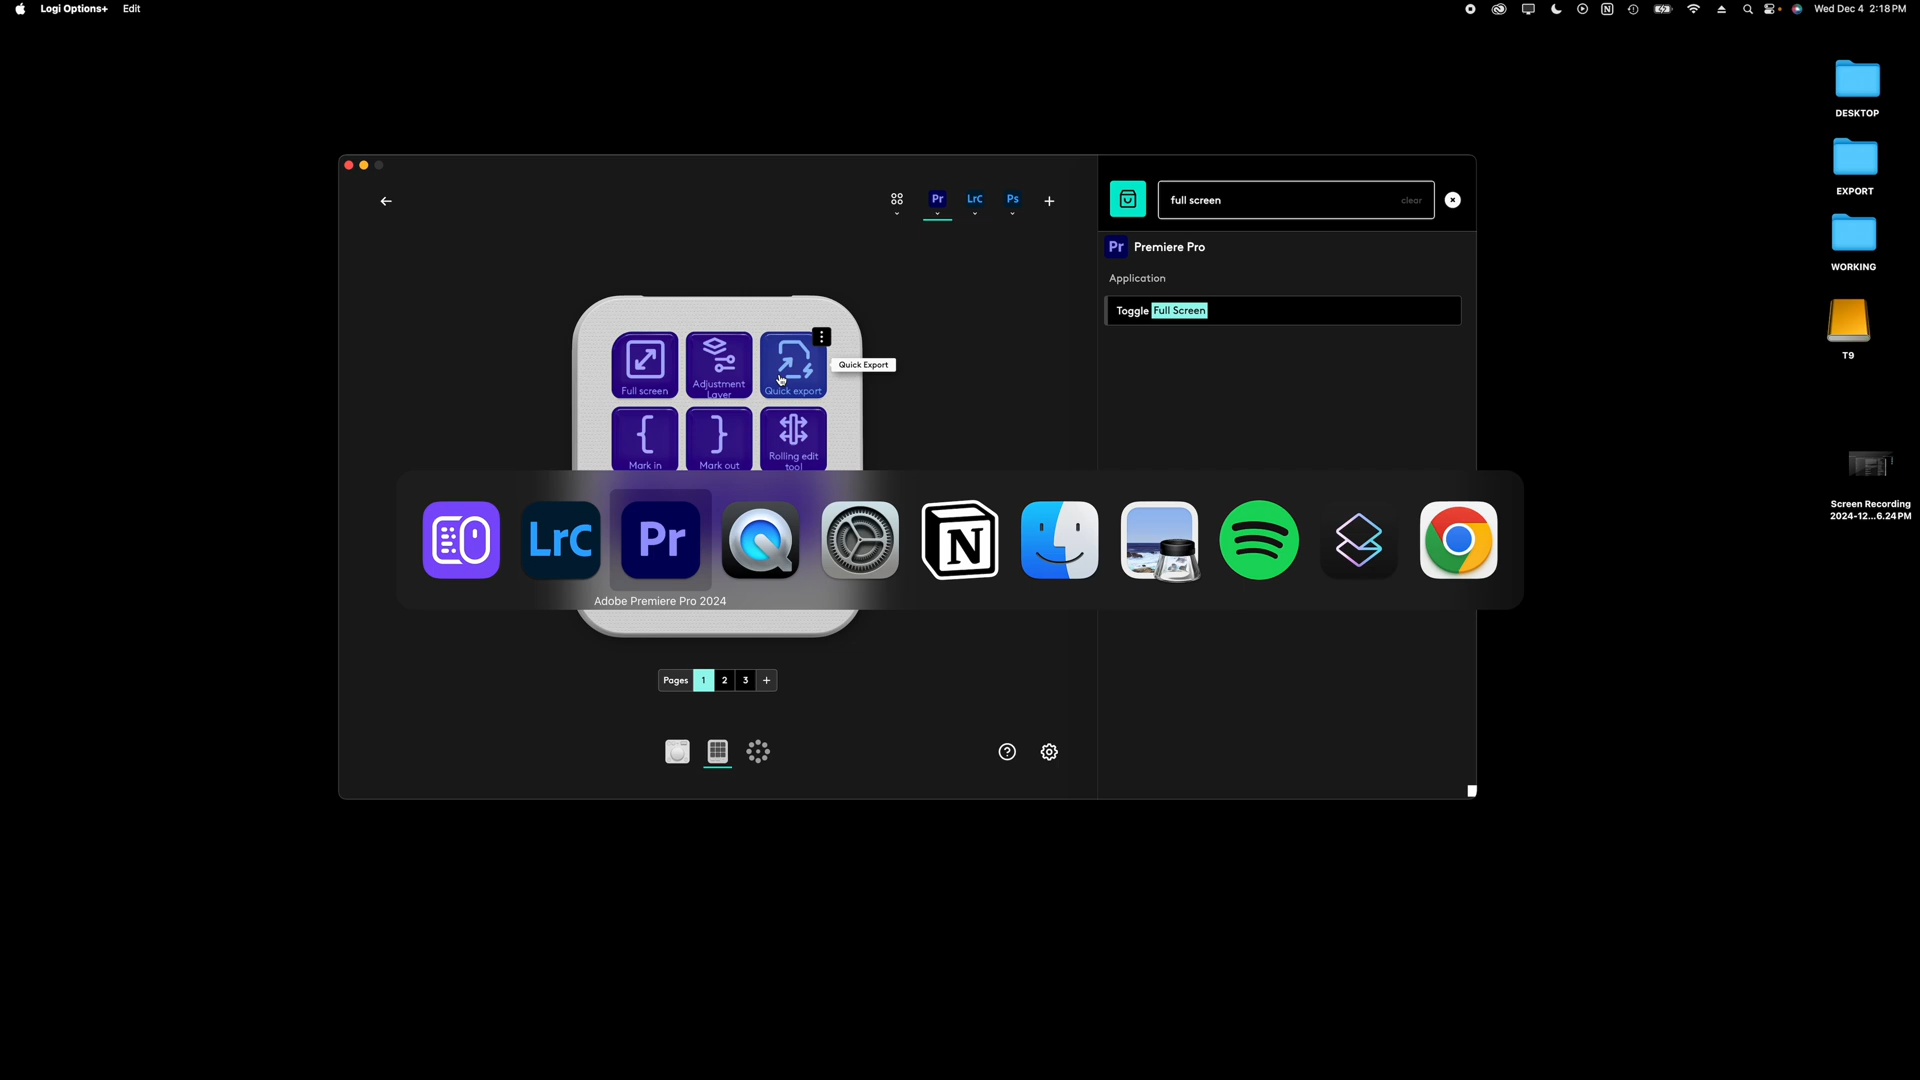 Logi Options+ Edit
Wed Dec 4 2:18PM
DESKTOP
EXPORT
WORKING
T9
Screen Recording
2024-12...6.24PM
Pr LrC Ps +
full screen clear
Pr Premiere Pro
Application
Toggle Full Screen
Full screen
Adjustment
Layer
Quick export
Quick Export
Mark in
Mark out
Rolling edit
tool
LrC Pr N
Adobe Premiere Pro 2024
Pages 1 2 3 +